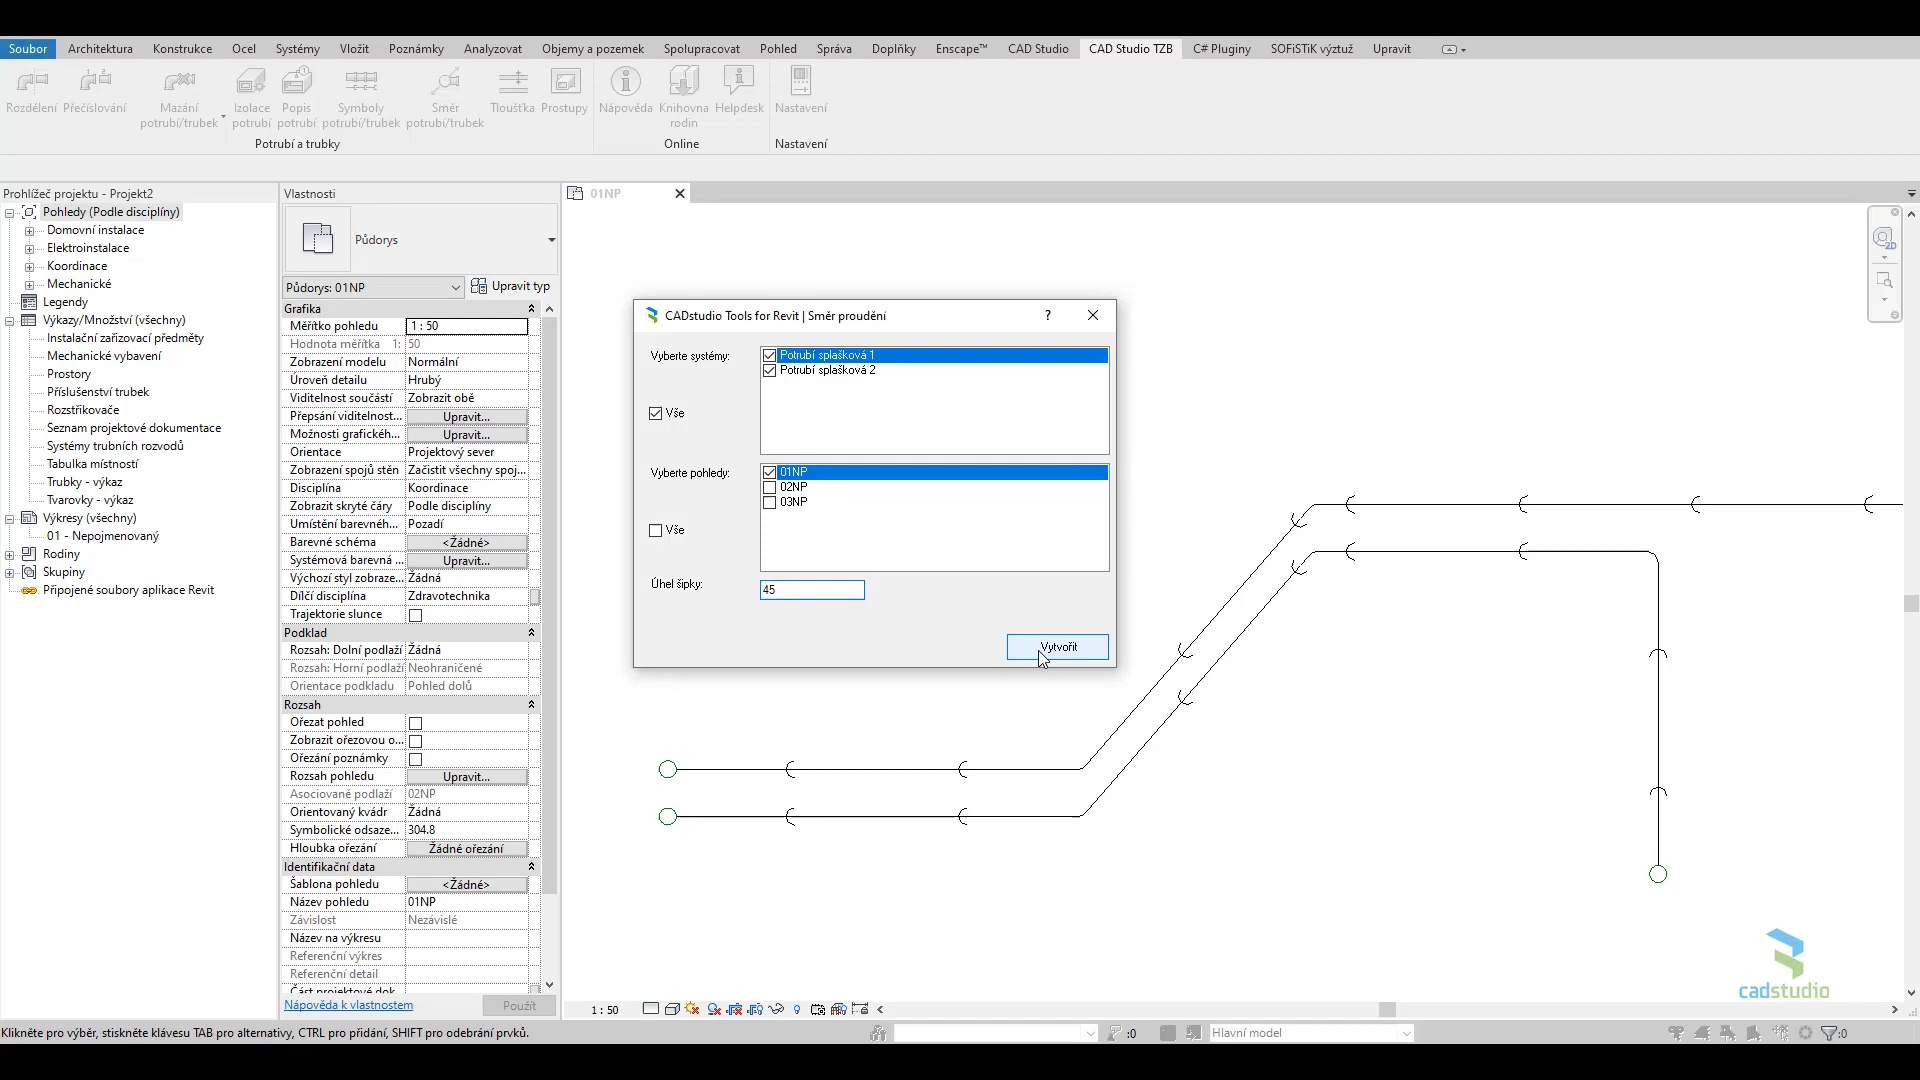 Soubor Architektura Konstrukce Ocel Systémy Vložit Poznámky Analyzovat Objemy a pozemek Spolupracovat Pohled Správa Doplňky Enscape™ CAD Studio CAD Studio TZB C# Pluginy SOFiSTiK výztuž Upravit
Rozdělení Přečíslování Mazání potrubí/trubek Izolace potrubí Popis potrubí Symboly potrubí/trubek Směr potrubí/trubek Tloušťka Prostupy Nápověda Knihovna rodin Helpdesk Nastavení
Potrubí a trubky Online Nastavení
Prohlížeč projektu - Projekt2
Pohledy (Podle disciplíny)
Domovní instalace
Elektroinstalace
Koordinace
Mechanické
Legendy
Výkazy/Množství (všechny)
Instalační zařizovací předměty
Mechanické vybavení
Prostory
Příslušenství trubek
Rozstřikovače
Seznam projektové dokumentace
Systémy trubních rozvodů
Tabulka místností
Trubky - výkaz
Tvarovky - výkaz
Výkresy (všechny)
01 - Nepojmenovaný
Rodiny
Skupiny
Připojené soubory aplikace Revit
Vlastnosti
Půdorys
Půdorys: 01NP Upravit typ
Grafika
Měřítko pohledu 1 : 50
Hodnota měřítka 1: 50
Zobrazení modelu Normální
Úroveň detailu Hrubý
Viditelnost součástí Zobrazit obě
Přepsání viditelnost... Upravit...
Možnosti grafickéh... Upravit...
Orientace Projektový sever
Zobrazení spojů stěn Začistit všechny spoj...
Disciplína Koordinace
Zobrazit skryté čáry Podle disciplíny
Umístění barevnéh... Pozadí
Barevné schéma <Žádné>
Systémová barevná ... Upravit...
Výchozí styl zobraze... Žádná
Dílčí disciplína Zdravotechnika
Trajektorie slunce
Podklad
Rozsah: Dolní podlaží Žádná
Rozsah: Horní podlaží Neohraničené
Orientace podkladu Pohled dolů
Rozsah
Ořezat pohled
Zobrazit ořezovou o...
Ořezání poznámky
Rozsah pohledu Upravit...
Asociované podlaží 02NP
Orientovaný kvádr Žádná
Symbolické odsaze... 304.8
Hloubka ořezání Žádné ořezání
Identifikační data
Šablona pohledu <Žádné>
Název pohledu 01NP
Závislost Nezávislé
Název na výkresu
Referenční výkres
Referenční detail
Část projektové dok
Nápověda k vlastnostem Použít
01NP
2D
CADstudio Tools for Revit | Směr proudění ?
Vyberte systémy: Potrubí splašková 1
Potrubí splašková 2
Vše
Vyberte pohledy: 01NP
02NP
03NP
Vše
Úhel šipky: 45
Vytvořit
cadstudio
1 : 50
Klikněte pro výběr, stiskněte klávesu TAB pro alternativy, CTRL pro přidání, SHIFT pro odebrání prvků. :0 Hlavní model :0